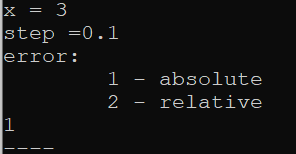 x = 3
step =0.1
error:
1 - absolute
2 - relative
1
----